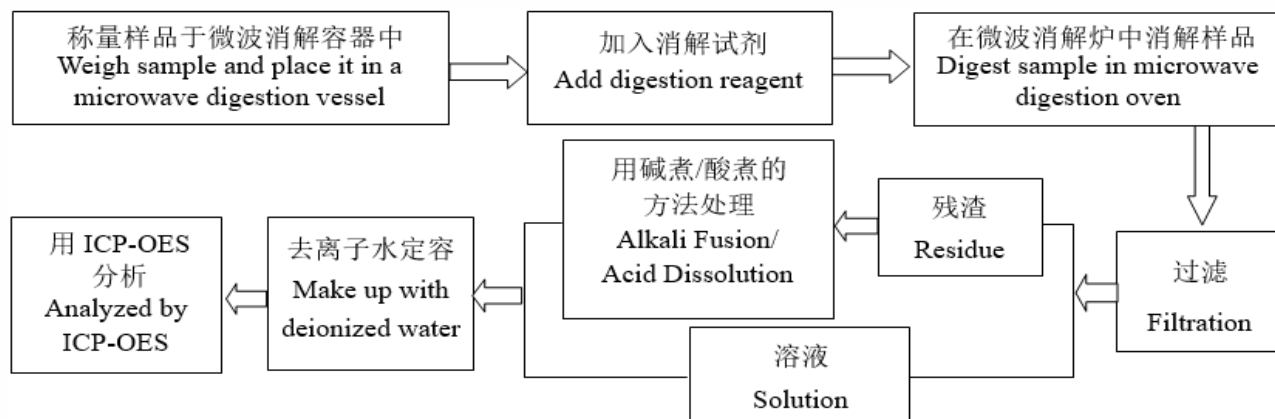 称量样品于微波消解容器中
Weigh sample and place it in a
microwave digestion vessel
加入消解试剂
Add digestion reagent
在微波消解炉中消解样品
Digest sample in microwave
digestion oven
过滤
Filtration
残渣
Residue
用碱煮/酸煮的
方法处理
Alkali Fusion/
Acid Dissolution
溶液
Solution
去离子水定容
Make up with
deionized water
用 ICP-OES
分析
Analyzed by
ICP-OES